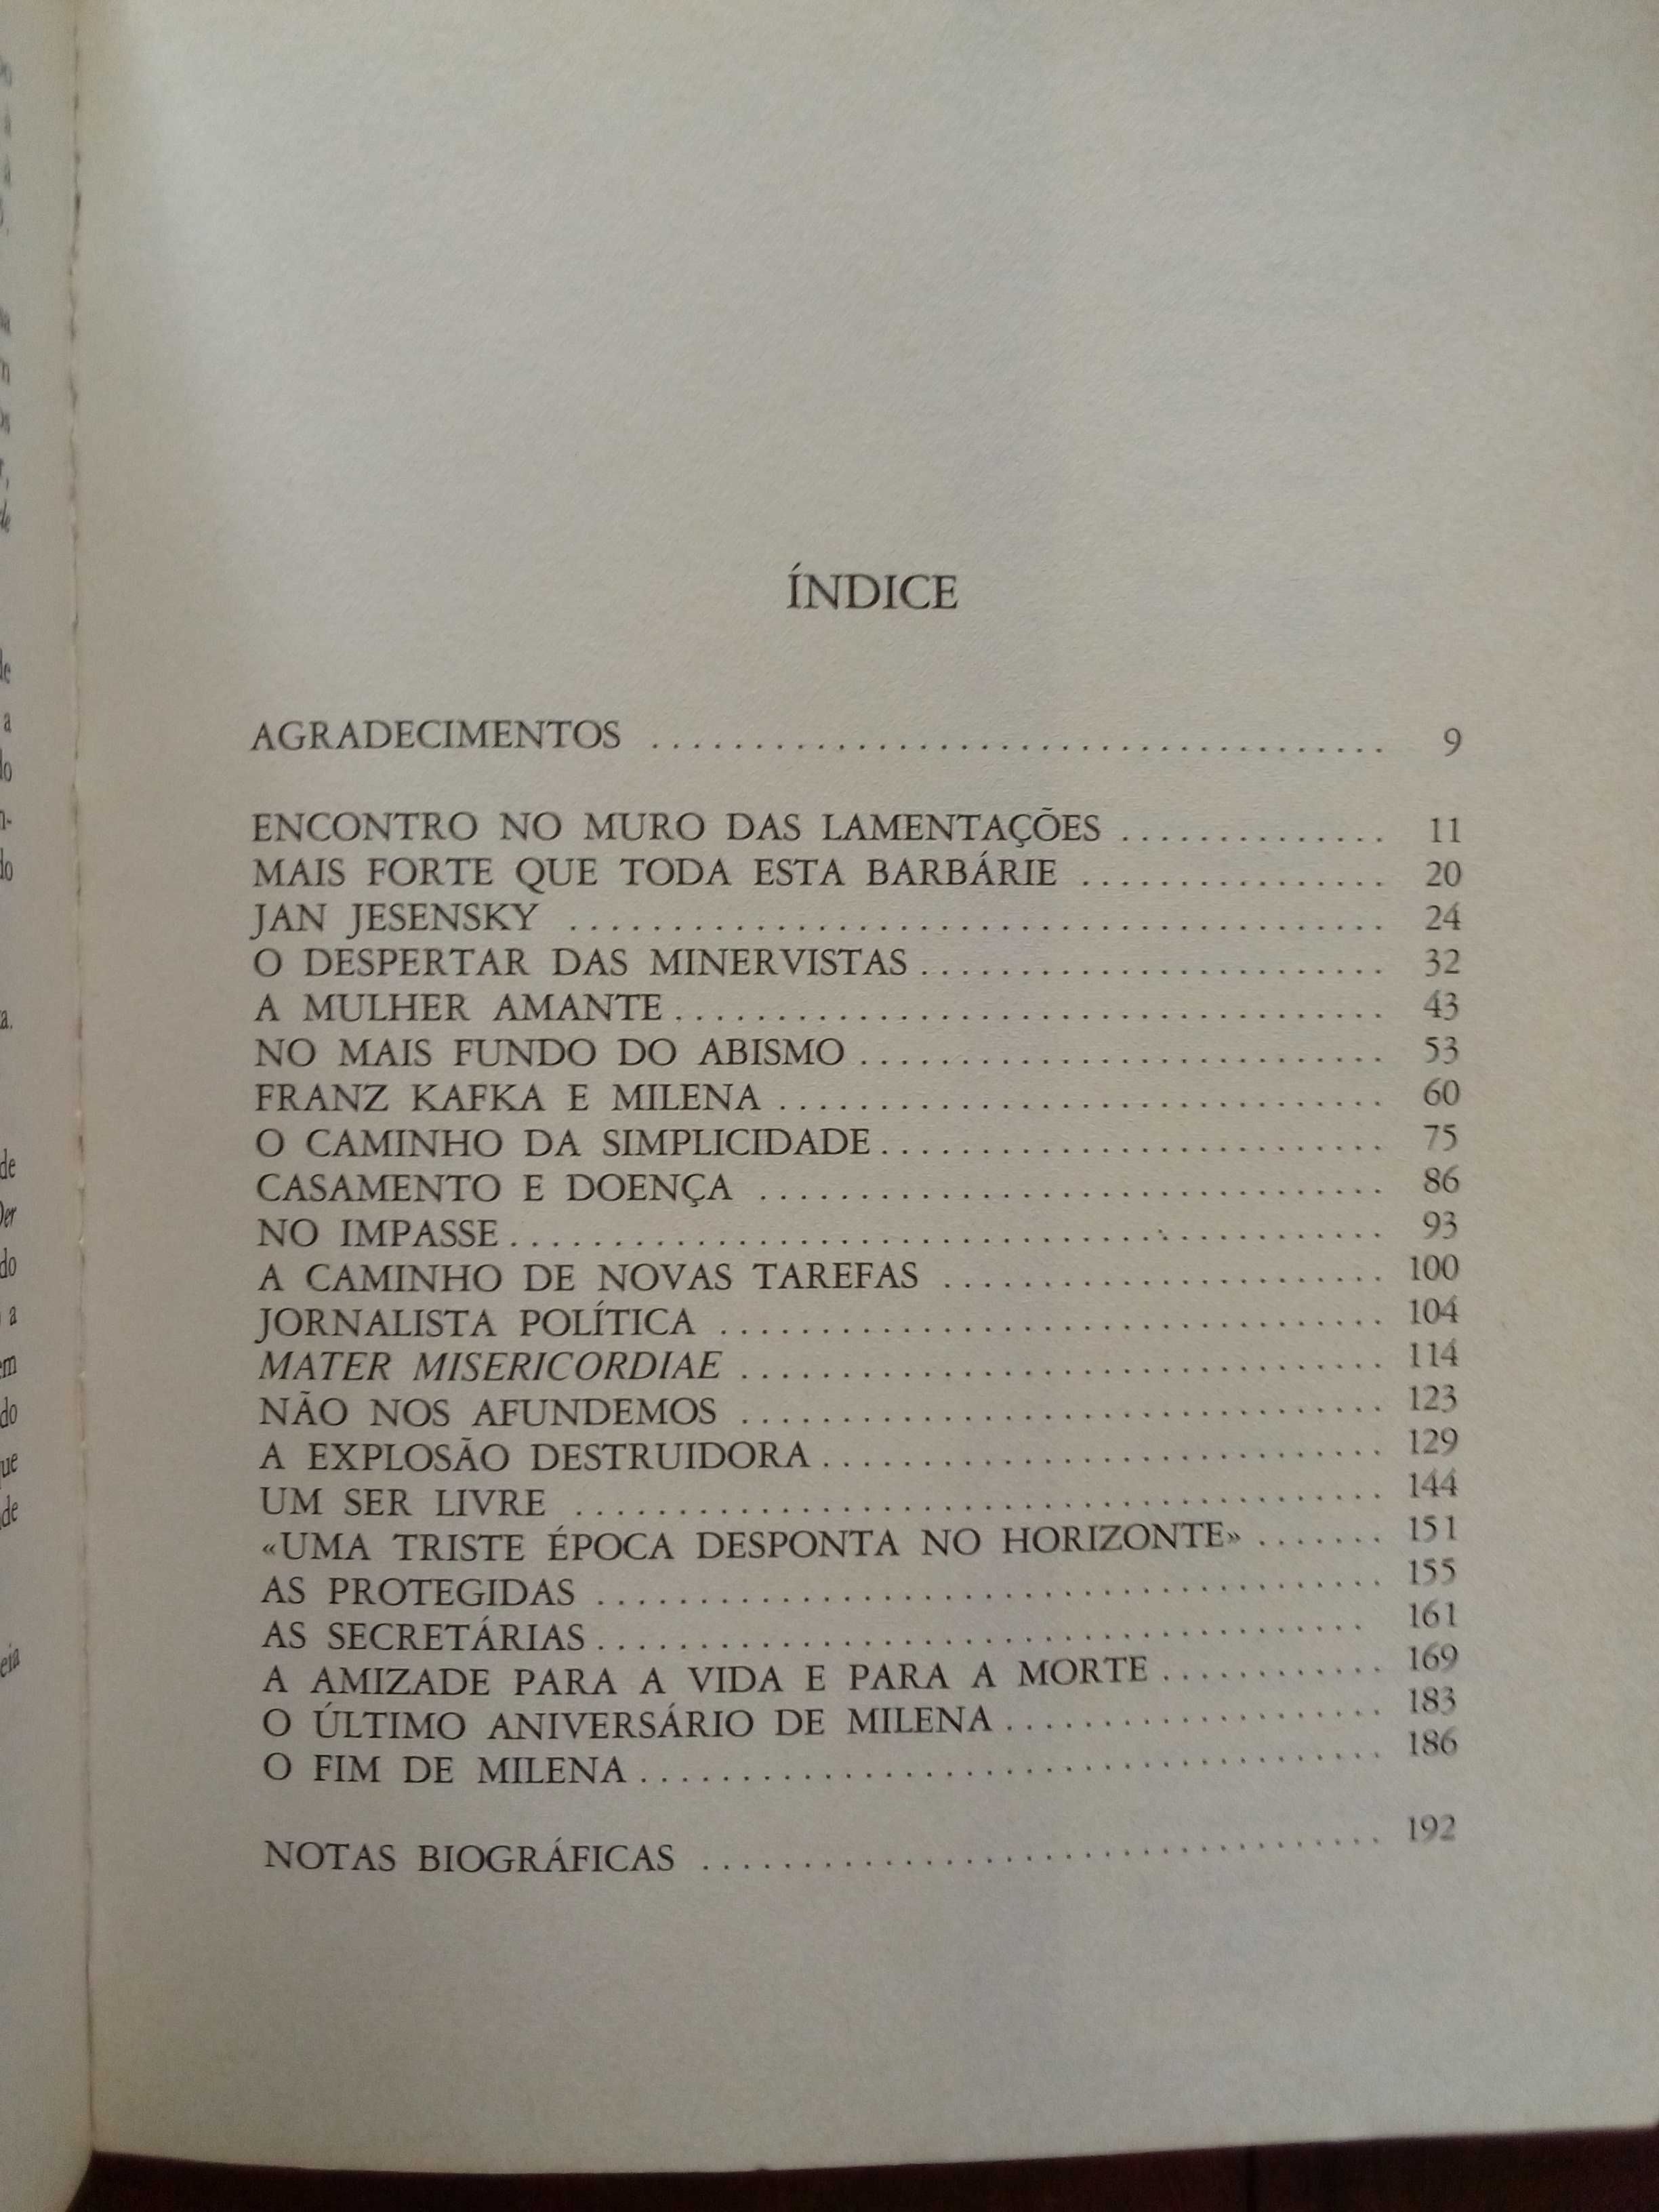 ÍNDICE
AGRADECIMENTOS ................................... 9
ENCONTRO NO MURO DAS LAMENTAÇÕES .............. 11
MAIS FORTE QUE TODA ESTA BARBÁRIE ................ 20
JAN JESENSKY ........................................ 24
O DESPERTAR DAS MINERVISTAS ....................... 32
A MULHER AMANTE ................................... 43
NO MAIS FUNDO DO ABISMO .......................... 53
FRANZ KAFKA E MILENA .............................. 60
O CAMINHO DA SIMPLICIDADE ......................... 75
CASAMENTO E DOENÇA ............................... 86
NO IMPASSE .......................................... 93
A CAMINHO DE NOVAS TAREFAS ...................... 100
JORNALISTA POLÍTICA ................................ 104
MATER MISERICORDIAE ............................... 114
NÃO NOS AFUNDEMOS ............................... 123
A EXPLOSÃO DESTRUIDORA ............................ 129
UM SER LIVRE ........................................ 144
«UMA TRISTE ÉPOCA DESPONTA NO HORIZONTE» ....... 151
AS PROTEGIDAS ....................................... 155
AS SECRETÁRIAS ...................................... 161
A AMIZADE PARA A VIDA E PARA A MORTE ........... 169
O ÚLTIMO ANIVERSÁRIO DE MILENA ................... 183
O FIM DE MILENA ..................................... 186
NOTAS BIOGRÁFICAS .................................. 192